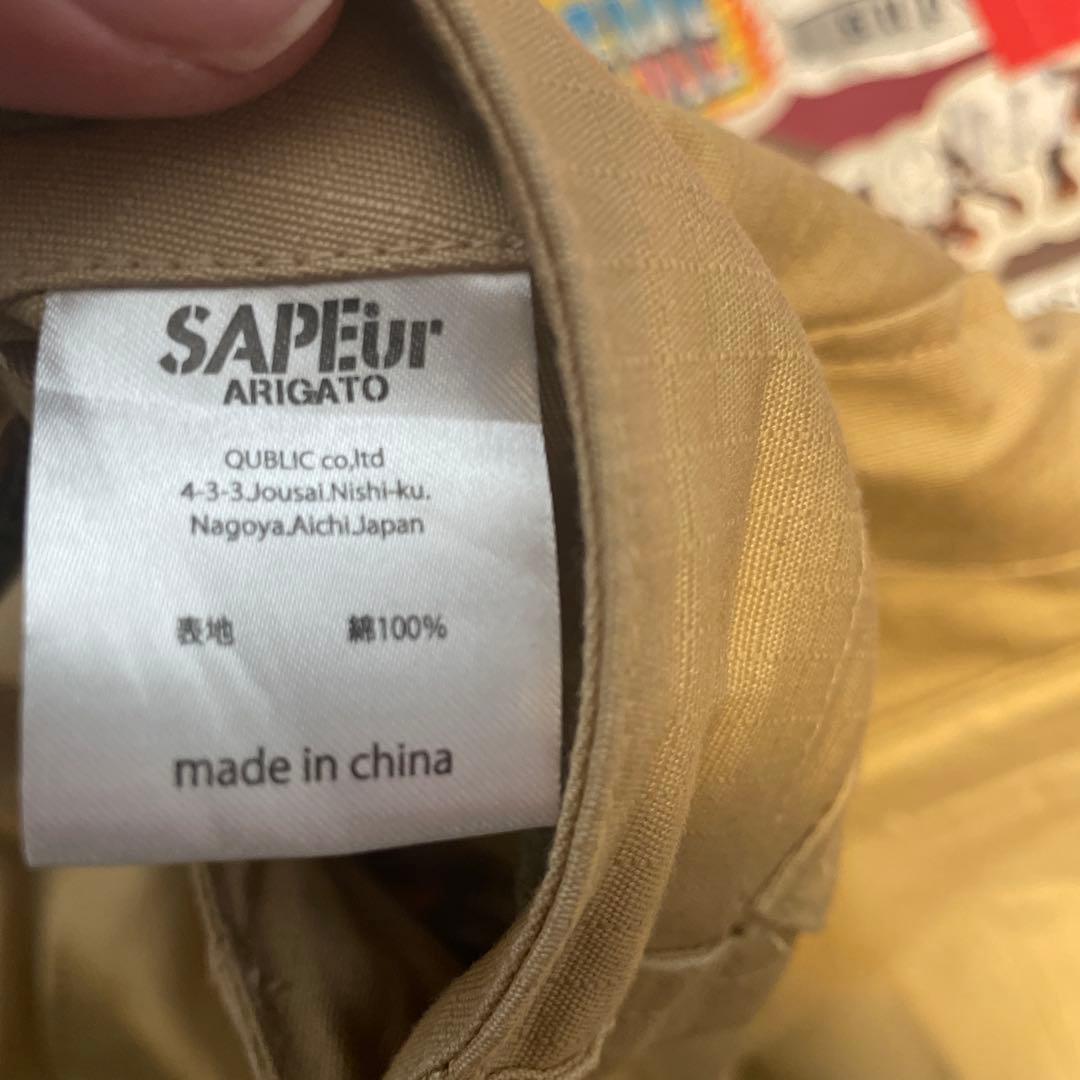 SAPEur
ARIGATO
QUBLIC co,ltd
4-3-3.Jousai.Nishi-ku.
Nagoya.Aichi.Japan
表地 綿100%
made in china